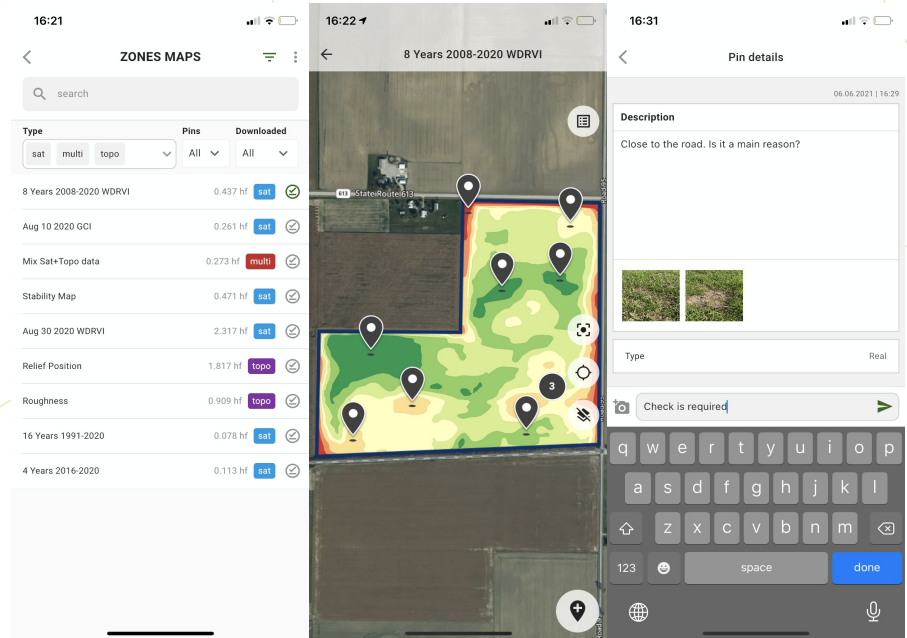 16:21
ZONES MAPS
search
Type
Pins
Downloaded
sat
multi
topo
All
All
8 Years 2008-2020 WDRVI
0.437 hf
sat
Aug 10 2020 GCI
0.261 hf
sat
Mix Sat+Topo data
0.273 hf
multi
Stability Map
0.471 hf
sat
Aug 30 2020 WDRVI
2.317 hf
sat
Relief Position
1.817 hf
topo
Roughness
0.909 hf
topo
16 Years 1991-2020
0.078 hf
sat
4 Years 2016-2020
0.113 hf
sat
16:22
8 Years 2008-2020 WDRVI
613
State Route 613
3
16:31
Pin details
06.06.2021 | 16:29
Description
Close to the road. Is it a main reason?
Type
Real
Check is required
q w e r t y u i o p
a s d f g h j k l
z x c v b n m
123
space
done